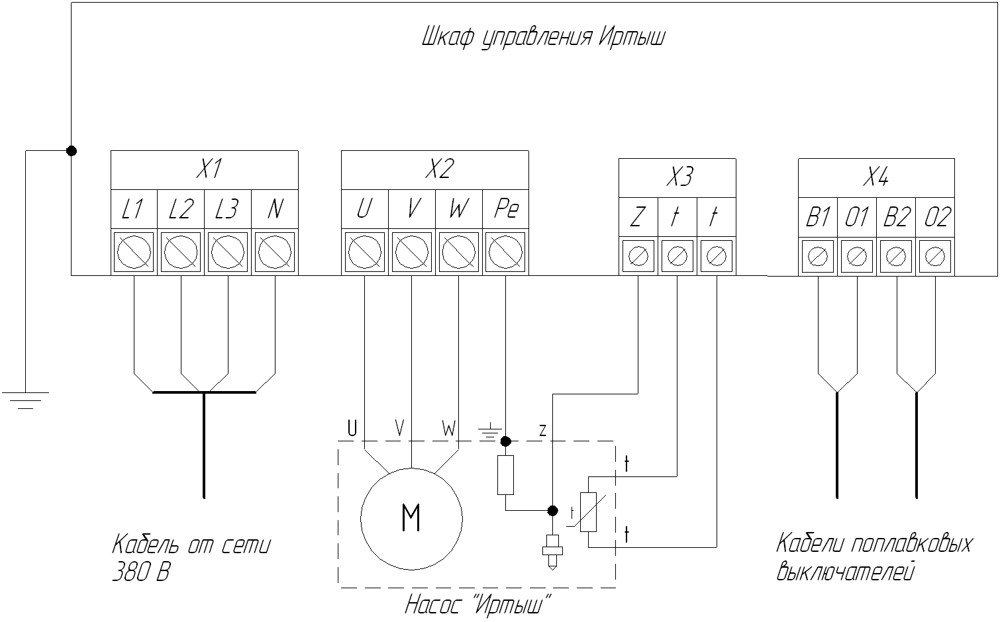 Шкаф управления Иртыш
X1
X2
X3
X4
L1 L2 L3 N
U V W Pe
Z t t
B1 O1 B2 O2
U V W z
t
M
t
t
Кабель от сети
380 В
Кабели поплавковых
выключателей
Насос "Иртыш"